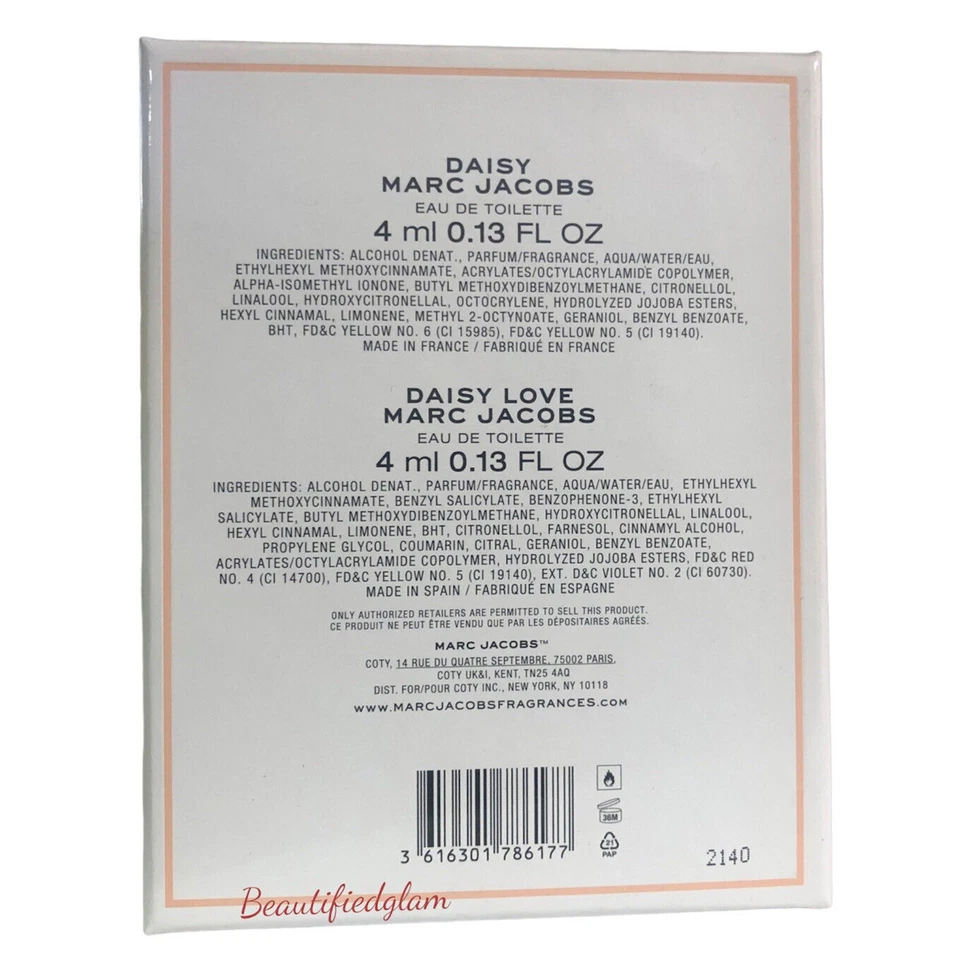 DAISY
MARC JACOBS
EAU DE TOILETTE
4 ml 0.13 FL OZ
INGREDIENTS: ALCOHOL DENAT., PARFUM/FRAGRANCE, AQUA/WATER/EAU,
ETHYLHEXYL METHOXYCINNAMATE, ACRYLATES/OCTYLACRYLAMIDE COPOLYMER,
ALPHA-ISOMETHYL IONONE, BUTYL METHOXYDIBENZOYLMETHANE, CITRONELLOL,
LINALOOL, HYDROXYCITRONELLAL, OCTOCRYLENE, HYDROLYZED JOJOBA ESTERS,
HEXYL CINNAMAL, LIMONENE, METHYL 2-OCTYNOATE, GERANIOL, BENZYL BENZOATE,
BHT, FD&C YELLOW NO. 6 (CI 15985), FD&C YELLOW NO. 5 (CI 19140).
MADE IN FRANCE / FABRIQUÉ EN FRANCE
DAISY LOVE
MARC JACOBS
EAU DE TOILETTE
4 ml 0.13 FL OZ
INGREDIENTS: ALCOHOL DENAT., PARFUM/FRAGRANCE, AQUA/WATER/EAU, ETHYLHEXYL
METHOXYCINNAMATE, BENZYL SALICYLATE, BENZOPHENONE-3, ETHYLHEXYL
SALICYLATE, BUTYL METHOXYDIBENZOYLMETHANE, HYDROXYCITRONELLAL, LINALOOL,
HEXYL CINNAMAL, LIMONENE, BHT, CITRONELLOL, FARNESOL, CINNAMYL ALCOHOL,
PROPYLENE GLYCOL, COUMARIN, CITRAL, GERANIOL, BENZYL BENZOATE,
ACRYLATES/OCTYLACRYLAMIDE COPOLYMER, HYDROLYZED JOJOBA ESTERS, FD&C RED
NO. 4 (CI 14700), FD&C YELLOW NO. 5 (CI 19140), EXT. D&C VIOLET NO. 2 (CI 60730).
MADE IN SPAIN / FABRIQUÉ EN ESPAGNE
ONLY AUTHORIZED RETAILERS ARE PERMITTED TO SELL THIS PRODUCT.
CE PRODUIT NE PEUT ÊTRE VENDU QUE PAR LES DÉPOSITAIRES AGRÉÉS.
MARC JACOBS™
COTY, 14 RUE DU QUATRE SEPTEMBRE, 75002 PARIS,
COTY UK&I, KENT, TN25 4AQ
DIST. FOR/POUR COTY INC., NEW YORK, NY 10118
WWW.MARCJACOBSFRAGRANCES.COM
36M
21
PAP
3 616301 786177
2140
Beautifiedglam